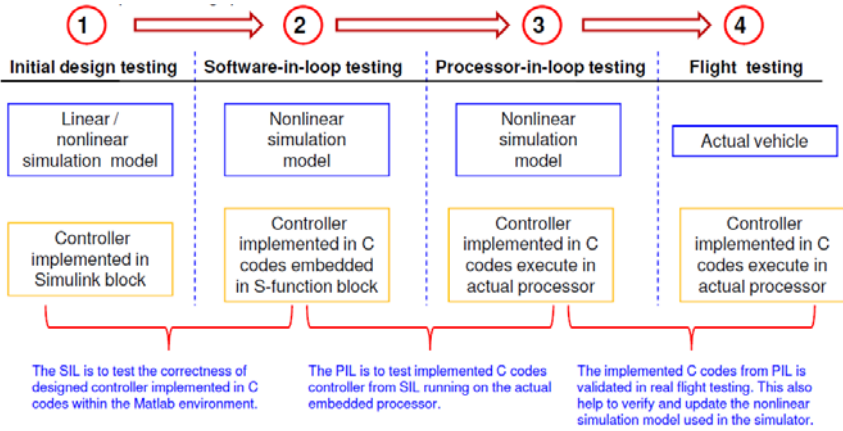 1
2
3
4
Initial design testing
Software-in-loop testing
Processor-in-loop testing
Flight testing
Linear /
nonlinear
simulation model
Nonlinear
simulation
model
Nonlinear
simulation
model
Actual vehicle
Controller
implemented in
Simulink block
Controller
implemented in C
codes embedded
in S-function block
Controller
implemented in C
codes execute in
actual processor
Controller
implemented in C
codes execute in
actual processor
The SIL is to test the correctness of
designed controller implemented in C
codes within the Matlab environment.
The PIL is to test implemented C codes
controller from SIL running on the actual
embedded processor.
The implemented C codes from PIL is
validated in real flight testing. This also
help to verify and update the nonlinear
simulation model used in the simulator.